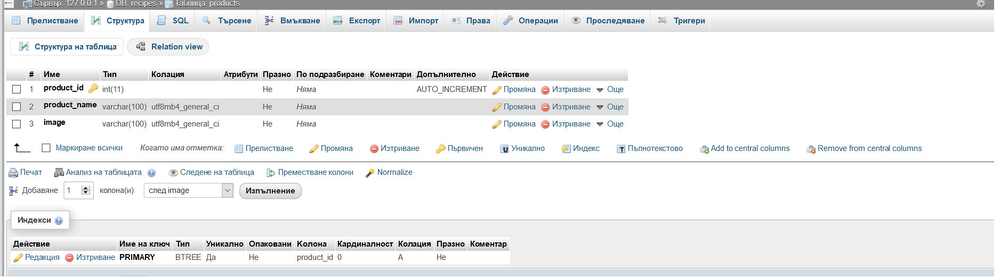 Сървър: 127.0.0.1 » DB: recipes » Таблица: products
Прелистване Структура SQL Търсене Вмъкване Експорт Импорт Права Операции Проследяване Тригери
Структура на таблица Relation view
# Име Тип Колация Атрибути Празно По подразбиране Коментари Допълнително Действие
1 product_id int(11) Не Няма AUTO_INCREMENT Промяна Изтриване Още
2 product_name varchar(100) utf8mb4_general_ci Не Няма Промяна Изтриване Още
3 image varchar(100) utf8mb4_general_ci Не Няма Промяна Изтриване Още
Маркиране всички Когато има отметка: Прелистване Промяна Изтриване Първичен Уникално Индекс Пълнотекстово Add to central columns Remove from central columns
Печат Анализ на таблицата Следене на таблица Преместване колони Normalize
Добавяне 1 колона(и) след image Изпълнение
Индекси
Действие Име на ключ Тип Уникално Опаковани Колона Кардиналност Колация Празно Коментар
Редакция Изтриване PRIMARY BTREE Да Не product_id 0 A Не